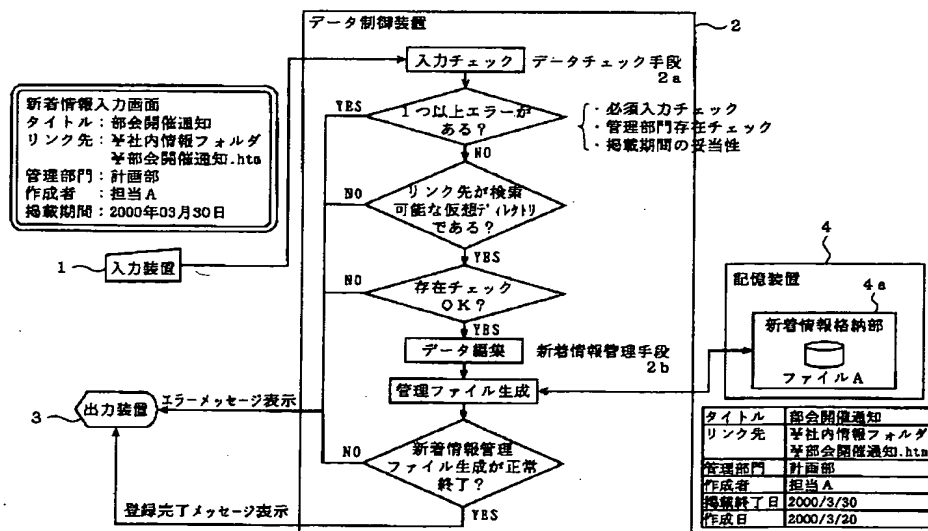 データ制御装置
2
入力チェック
データチェック手段
2a
YES
1つ以上エラーが
ある?
・必須入力チェック
・管理部門存在チェック
・掲載期間の妥当性
NO
新着情報入力画面
タイトル:部会開催通知
リンク先:¥社内情報フォルダ
¥部会開催通知.htm
管理部門:計画部
作成者:担当A
掲載期間:2000年03月30日
NO
リンク先が検索
可能な仮想ディレクトリ
である?
YES
1
入力装置
NO
存在チェック
OK?
YES
4
記憶装置
4a
新着情報格納部
ファイルA
データ編集
新着情報管理手段
2b
管理ファイル生成
3
出力装置
エラーメッセージ表示
NO
新着情報管理
ファイル生成が正常
終了?
YES
登録完了メッセージ表示
タイトル 部会開催通知
リンク先 ¥社内情報フォルダ
¥部会開催通知.htm
管理部門 計画部
作成者 担当A
掲載終了日 2000/3/30
作成日 2000/3/20